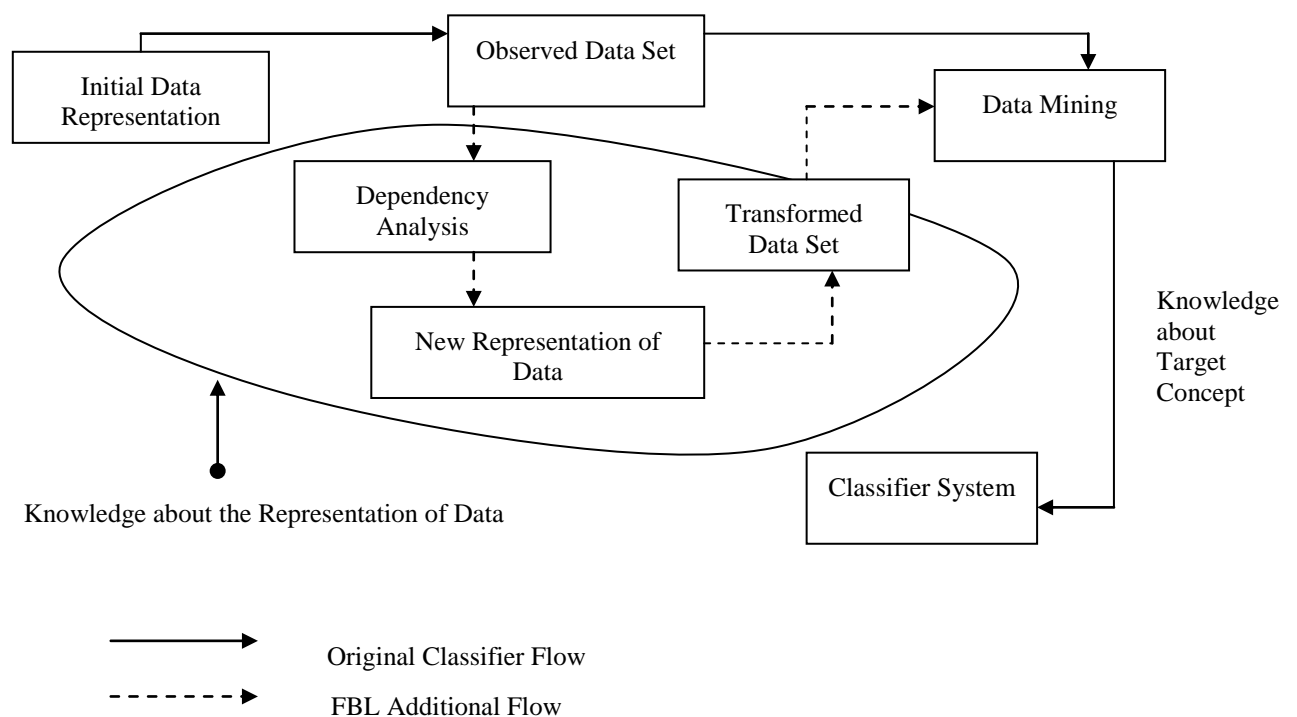 Initial Data
Representation
Observed Data Set
Data Mining
Dependency
Analysis
Transformed
Data Set
New Representation of
Data
Knowledge
about
Target
Concept
Classifier System
Knowledge about the Representation of Data
Original Classifier Flow
FBL Additional Flow